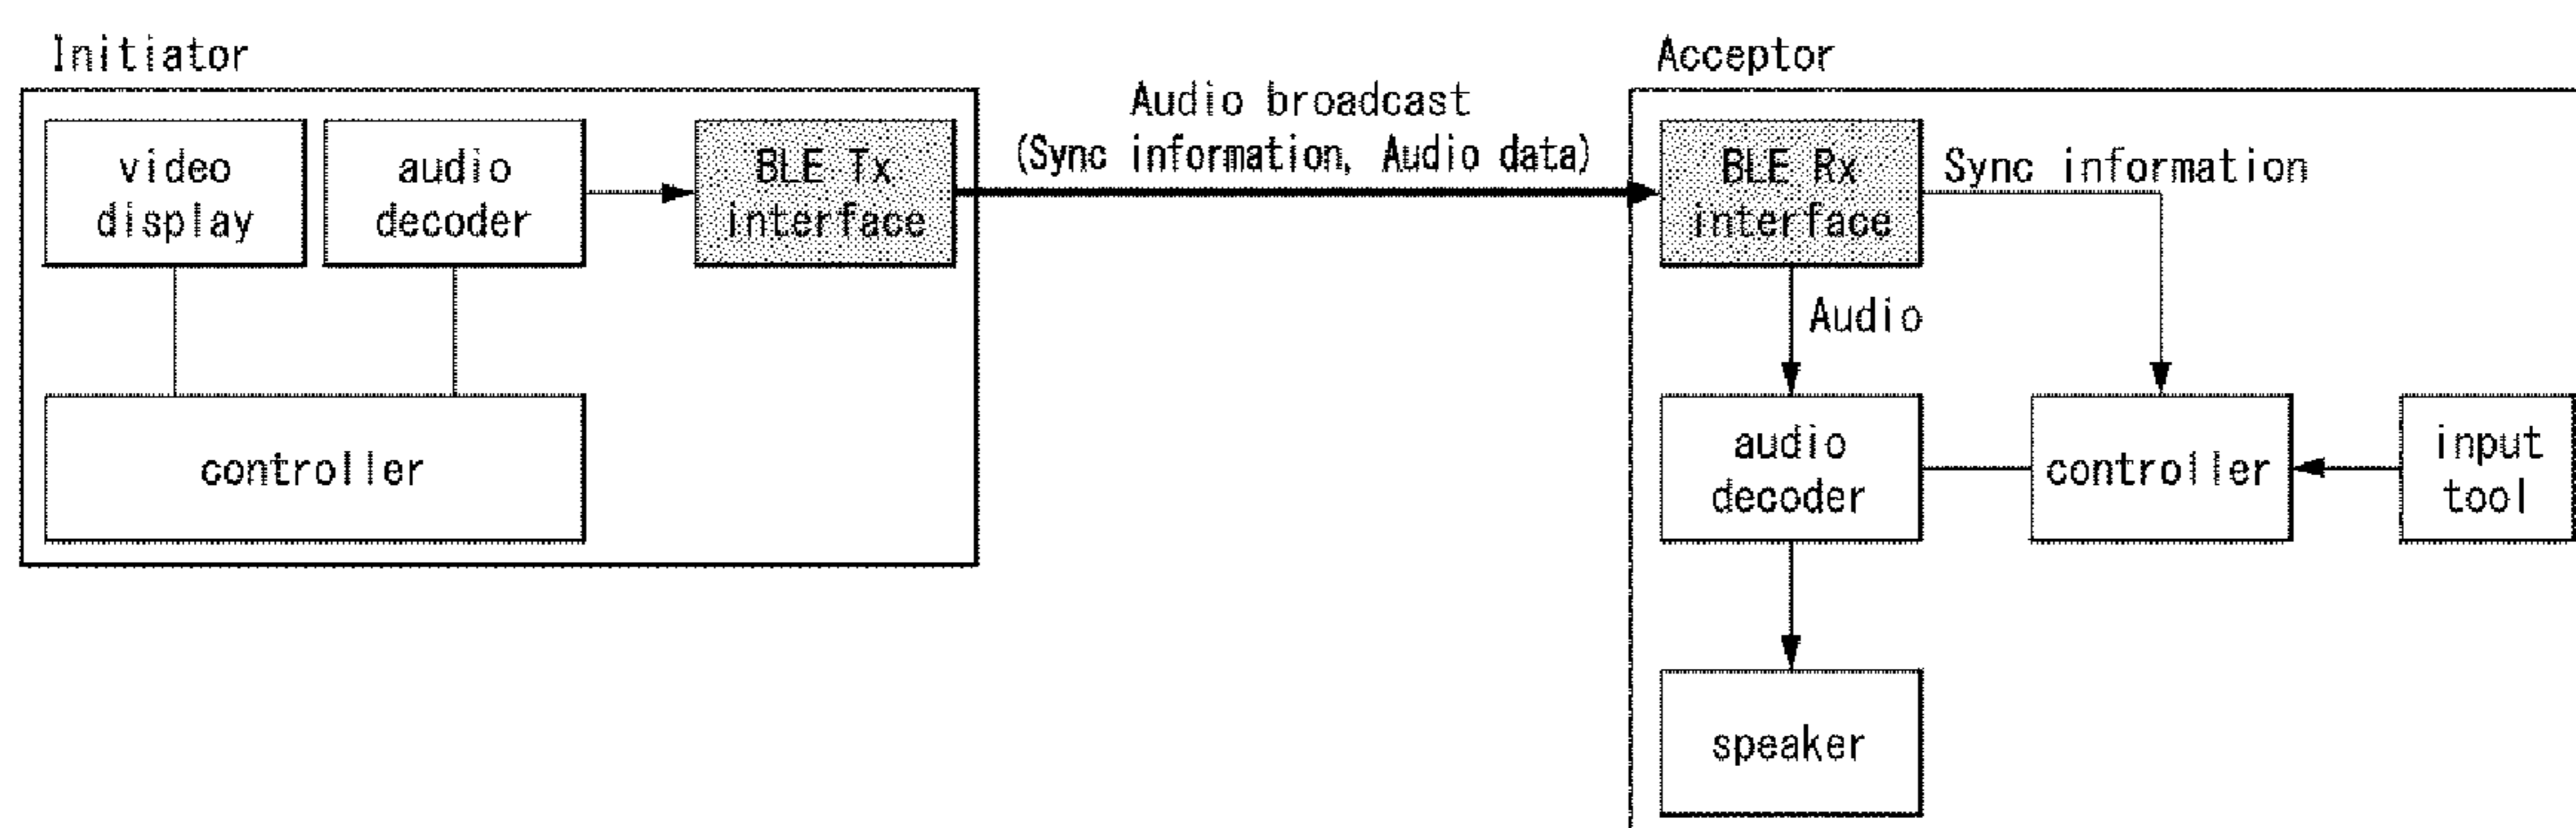 Initiator
video
display
audio
decoder
BLE Tx
interface
controller
Audio broadcast
(Sync information, Audio data)
Acceptor
BLE Rx
interface
Sync information
Audio
audio
decoder
controller
input
tool
speaker